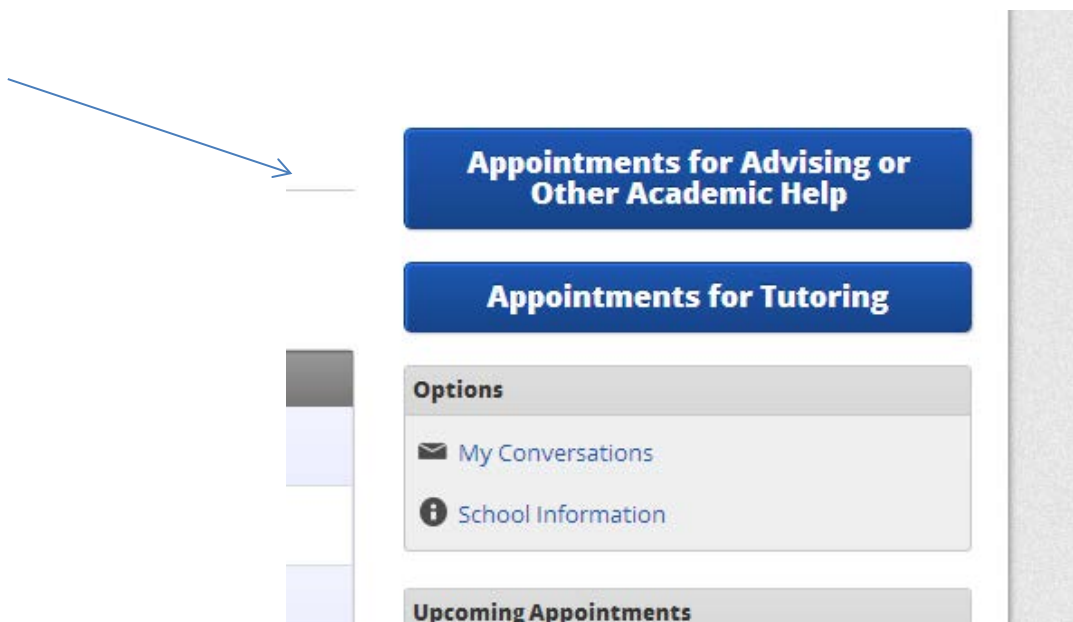 Appointments for Advising or
Other Academic Help
Appointments for Tutoring
Options
My Conversations
School Information
Upcoming Appointments